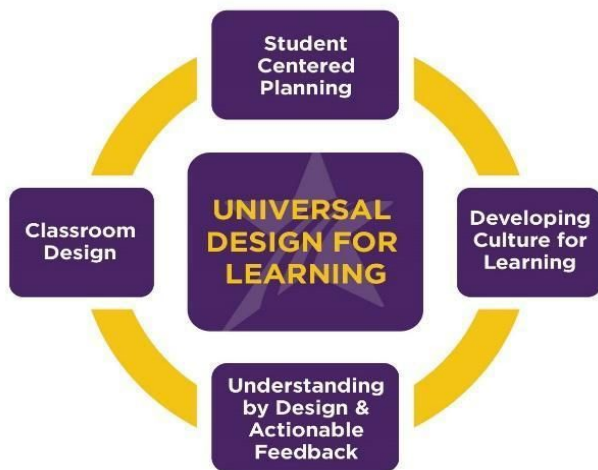 Student
Centered
Planning
Classroom
Design
UNIVERSAL
DESIGN FOR
LEARNING
Developing
Culture for
Learning
Understanding
by Design &
Actionable
Feedback